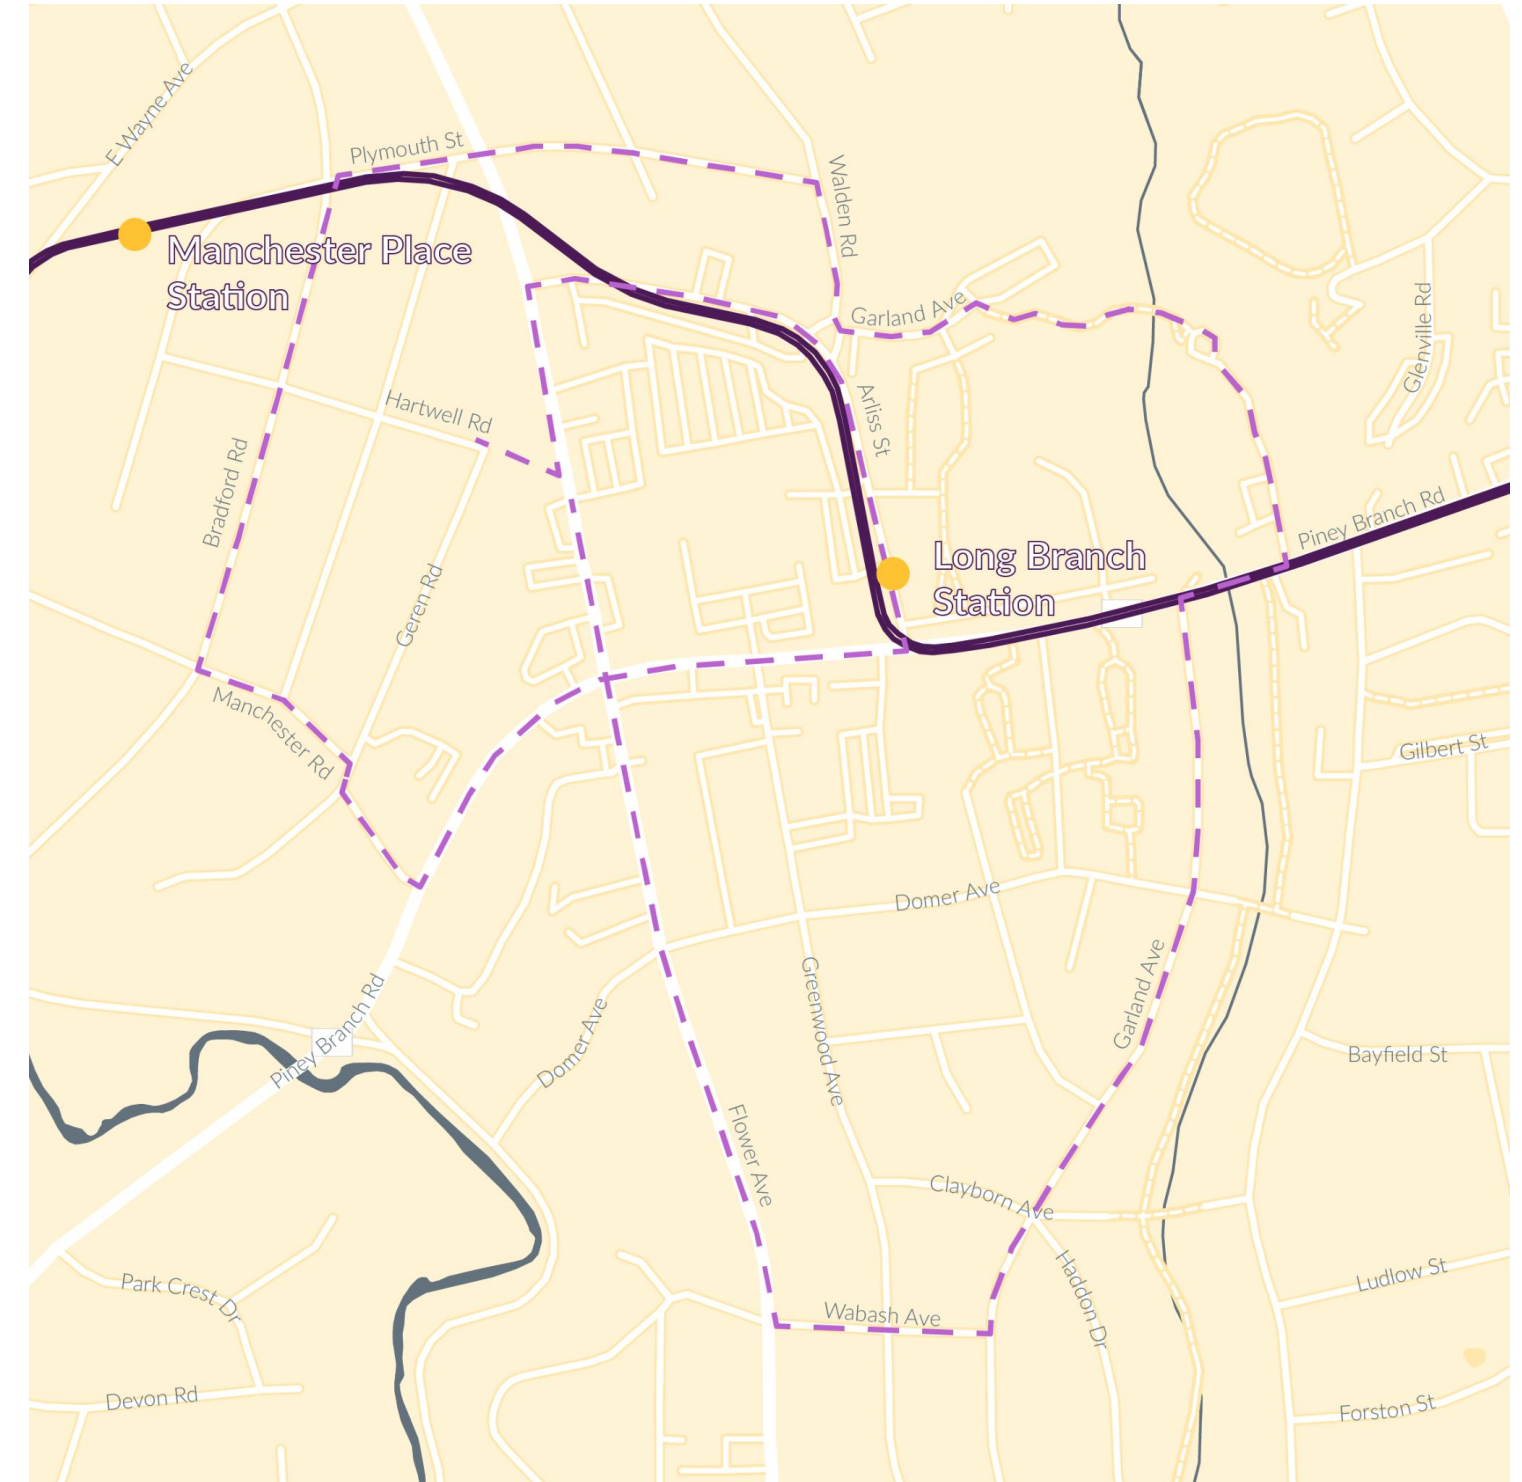 E Wayne Ave
Plymouth St
Walden Rd
Manchester Place
Station
Garland Ave
Glenville Rd
Hartwell Rd
Arliss St
Bradford Rd
Piney Branch Rd
Long Branch
Station
Geren Rd
Manchester Rd
Gilbert St
Domer Ave
Garland Ave
Greenwood Ave
Piney Branch Rd
Domer Ave
Bayfield St
Flower Ave
Clayborn Ave
Haddon Dr
Ludlow St
Park Crest Dr
Wabash Ave
Devon Rd
Forston St